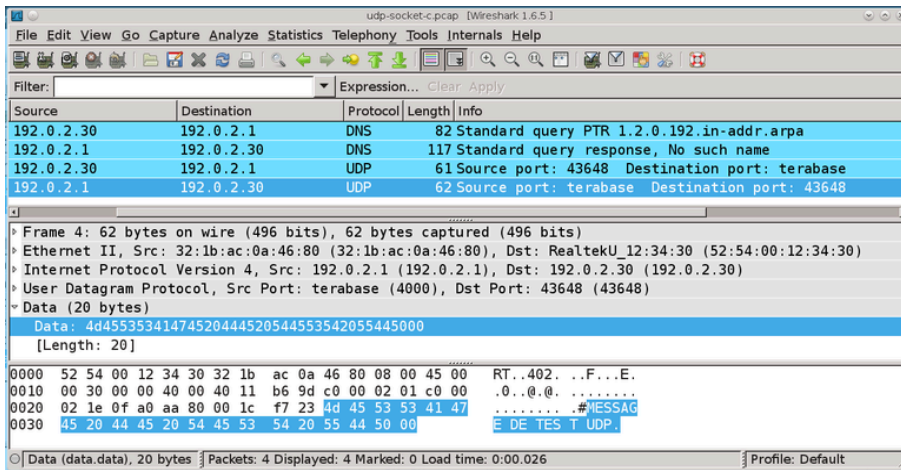 udp-socket-c.pcap [Wireshark 1.6.5 ]
File Edit View Go Capture Analyze Statistics Telephony Tools Internals Help
Filter: Expression... Clear Apply
Source Destination Protocol Length Info
192.0.2.30 192.0.2.1 DNS 82 Standard query PTR 1.2.0.192.in-addr.arpa
192.0.2.1 192.0.2.30 DNS 117 Standard query response, No such name
192.0.2.30 192.0.2.1 UDP 61 Source port: 43648 Destination port: terabase
192.0.2.1 192.0.2.30 UDP 62 Source port: terabase Destination port: 43648
Frame 4: 62 bytes on wire (496 bits), 62 bytes captured (496 bits)
Ethernet II, Src: 32:1b:ac:0a:46:80 (32:1b:ac:0a:46:80), Dst: RealtekU_12:34:30 (52:54:00:12:34:30)
Internet Protocol Version 4, Src: 192.0.2.1 (192.0.2.1), Dst: 192.0.2.30 (192.0.2.30)
User Datagram Protocol, Src Port: terabase (4000), Dst Port: 43648 (43648)
Data (20 bytes)
Data: 4d45535341474520444520544553542055445000
[Length: 20]
0000 52 54 00 12 34 30 32 1b ac 0a 46 80 08 00 45 00 RT..402. ..F...E.
0010 00 30 00 00 40 00 40 11 b6 9d c0 00 02 01 c0 00 .0..@.@. ........
0020 02 1e 0f a0 aa 80 00 1c f7 23 4d 45 53 53 41 47 ........ .#MESSAG
0030 45 20 44 45 20 54 45 53 54 20 55 44 50 00 E DE TES T UDP.
Data (data.data), 20 bytes Packets: 4 Displayed: 4 Marked: 0 Load time: 0:00.026 Profile: Default